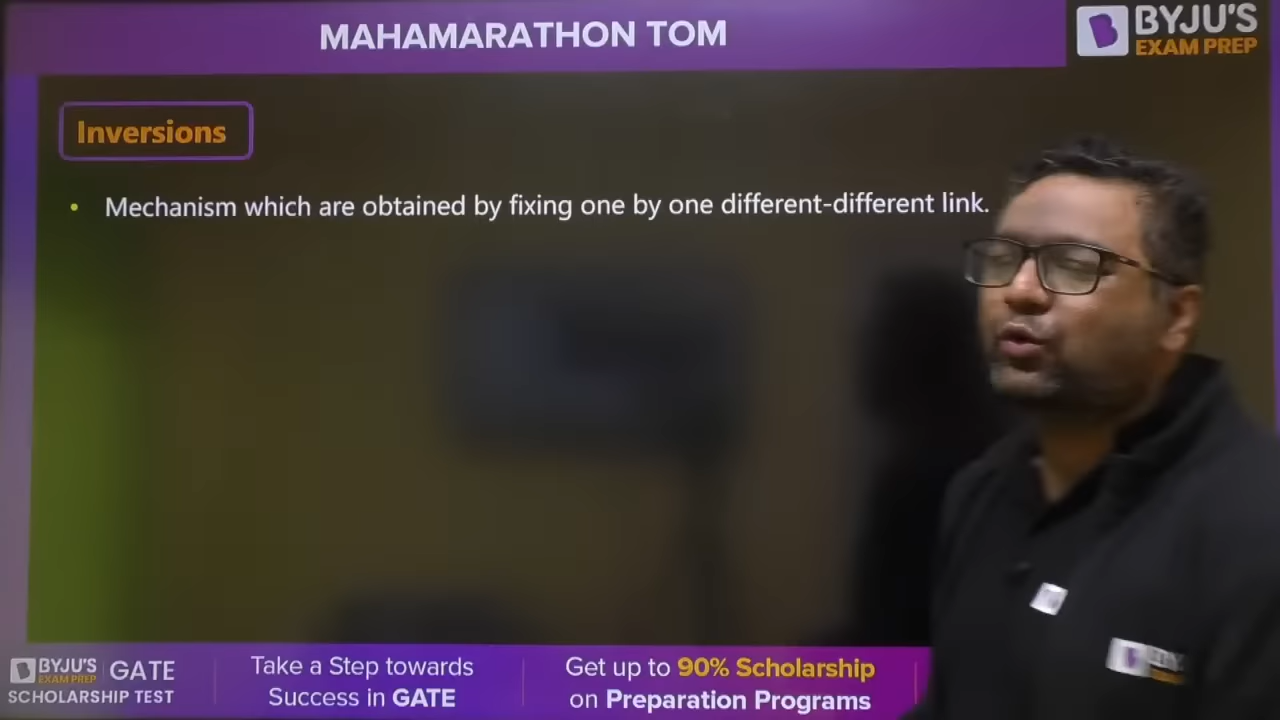 MAHAMARATHON TOM
BYJU'S
EXAM PREP
Inversions
• Mechanism which are obtained by fixing one by one different-different link.
BYJU'S
EXAM PREP
GATE
SCHOLARSHIP TEST
Take a Step towards
Success in GATE
Get up to 90% Scholarship
on Preparation Programs